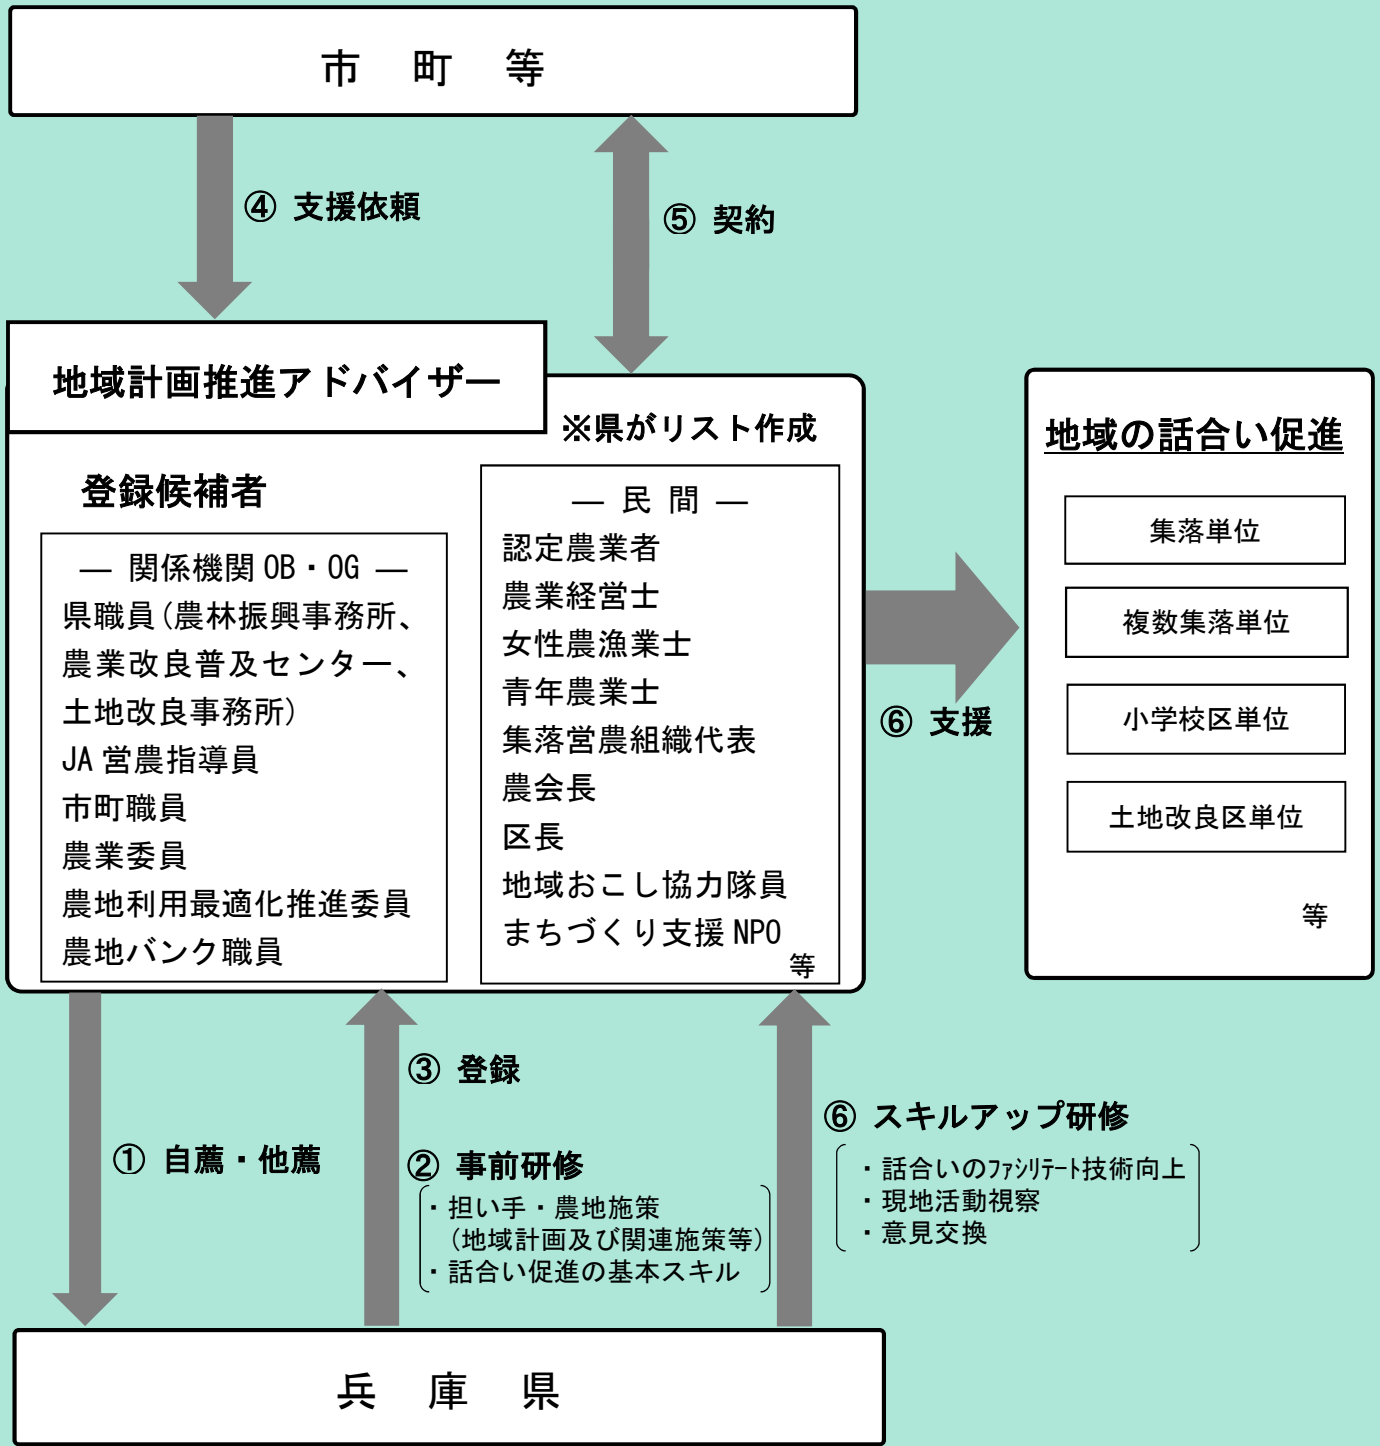 市 町 等
④ 支援依頼
⑤ 契約
地域計画推進アドバイザー
※県がリスト作成
登録候補者
― 関係機関 OB・OG ―
県職員(農林振興事務所、
農業改良普及センター、
土地改良事務所)
JA 営農指導員
市町職員
農業委員
農地利用最適化推進委員
農地バンク職員
― 民 間 ―
認定農業者
農業経営士
女性農漁業士
青年農業士
集落営農組織代表
農会長
区長
地域おこし協力隊員
まちづくり支援 NPO
等
⑥ 支援
地域の話合い促進
集落単位
複数集落単位
小学校区単位
土地改良区単位
等
① 自薦・他薦
③ 登録
② 事前研修
・担い手・農地施策
(地域計画及び関連施策等)
・話合い促進の基本スキル
⑥ スキルアップ研修
・話合いのﾌｧｼﾘﾃｰﾄ技術向上
・現地活動視察
・意見交換
兵 庫 県